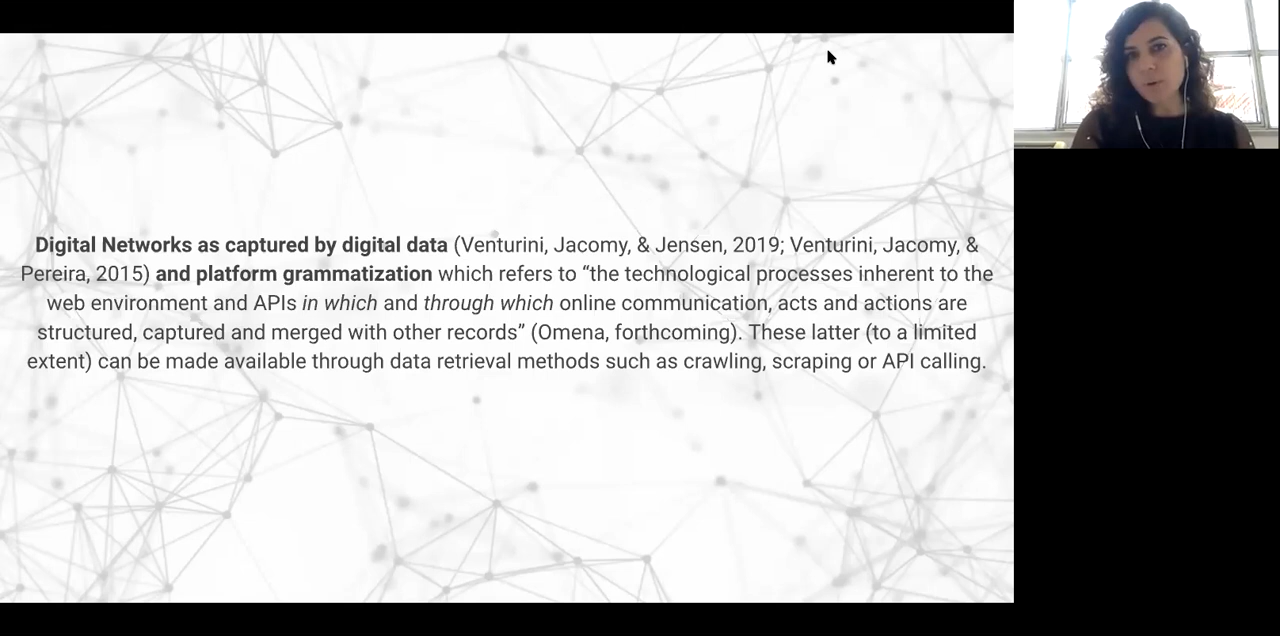 Digital Networks as captured by digital data (Venturini, Jacomy, & Jensen, 2019; Venturini, Jacomy, &
Pereira, 2015) and platform grammatization which refers to “the technological processes inherent to the
web environment and APIs in which and through which online communication, acts and actions are
structured, captured and merged with other records” (Omena, forthcoming). These latter (to a limited
extent) can be made available through data retrieval methods such as crawling, scraping or API calling.